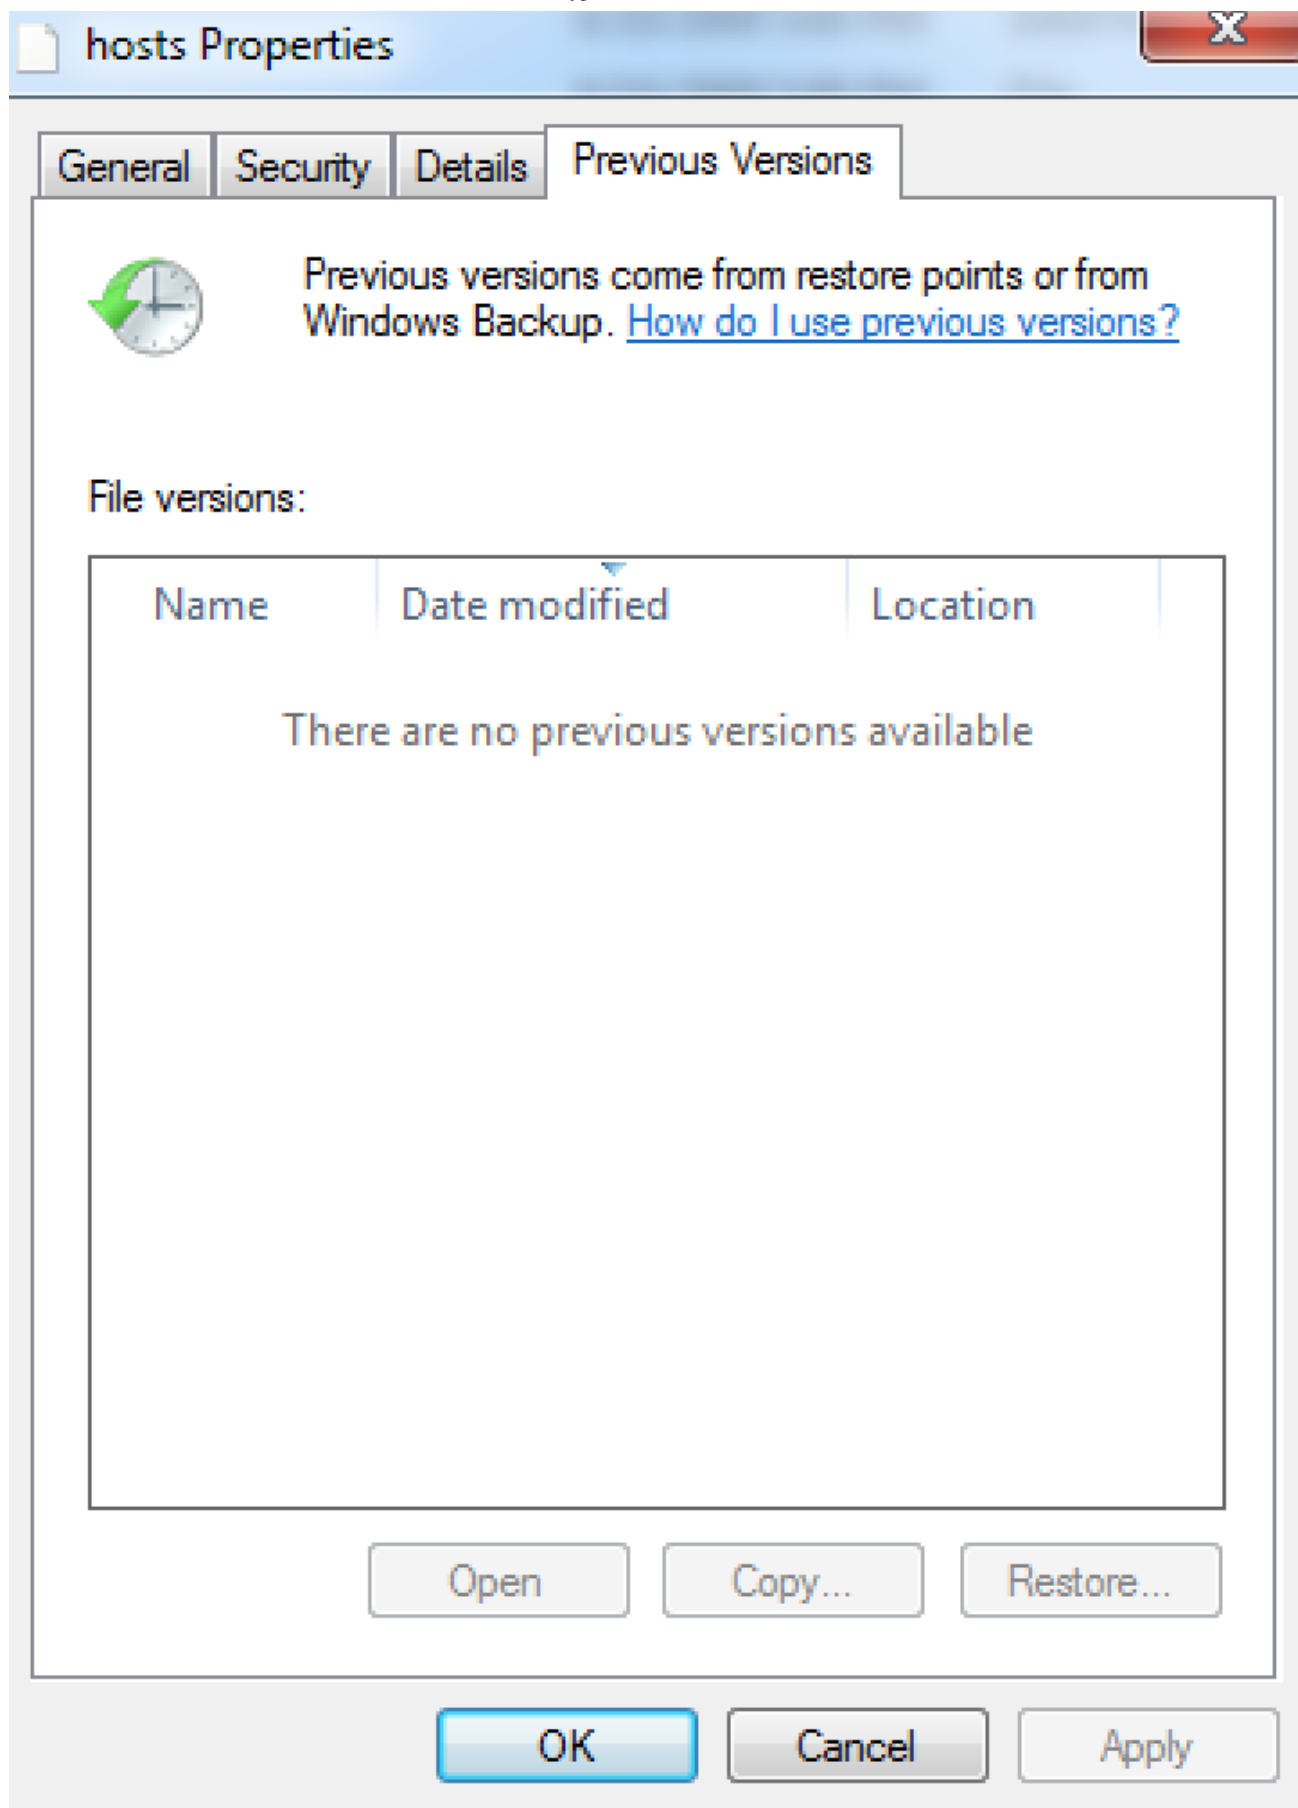 hosts Properties
General Security Details Previous Versions
Previous versions come from restore points or from
Windows Backup. How do I use previous versions?
File versions:
Name Date modified Location
There are no previous versions available
Open Copy... Restore...
OK Cancel Apply